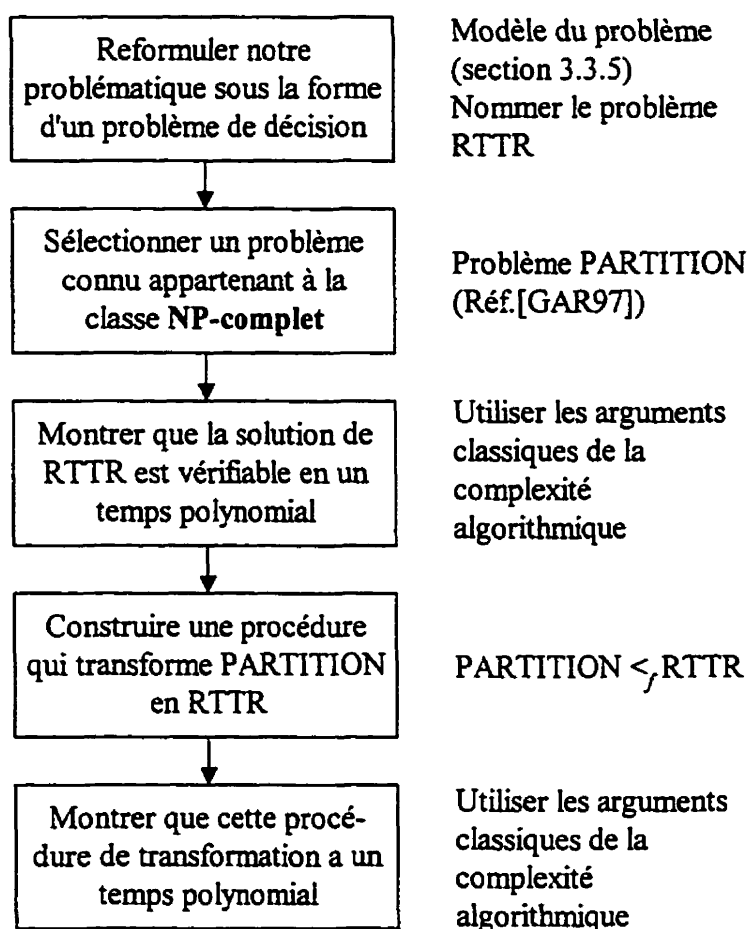 Reformuler notre
problématique sous la forme
d'un problème de décision
Modèle du problème
(section 3.3.5)
Nommer le problème
RTTR
Sélectionner un problème
connu appartenant à la
classe NP-complet
Problème PARTITION
(Réf.[GAR97])
Montrer que la solution de
RTTR est vérifiable en un
temps polynomial
Utiliser les arguments
classiques de la
complexité
algorithmique
Construire une procédure
qui transforme PARTITION
en RTTR
PARTITION <f RTTR
Montrer que cette procé-
dure de transformation a un
temps polynomial
Utiliser les arguments
classiques de la
complexité
algorithmique